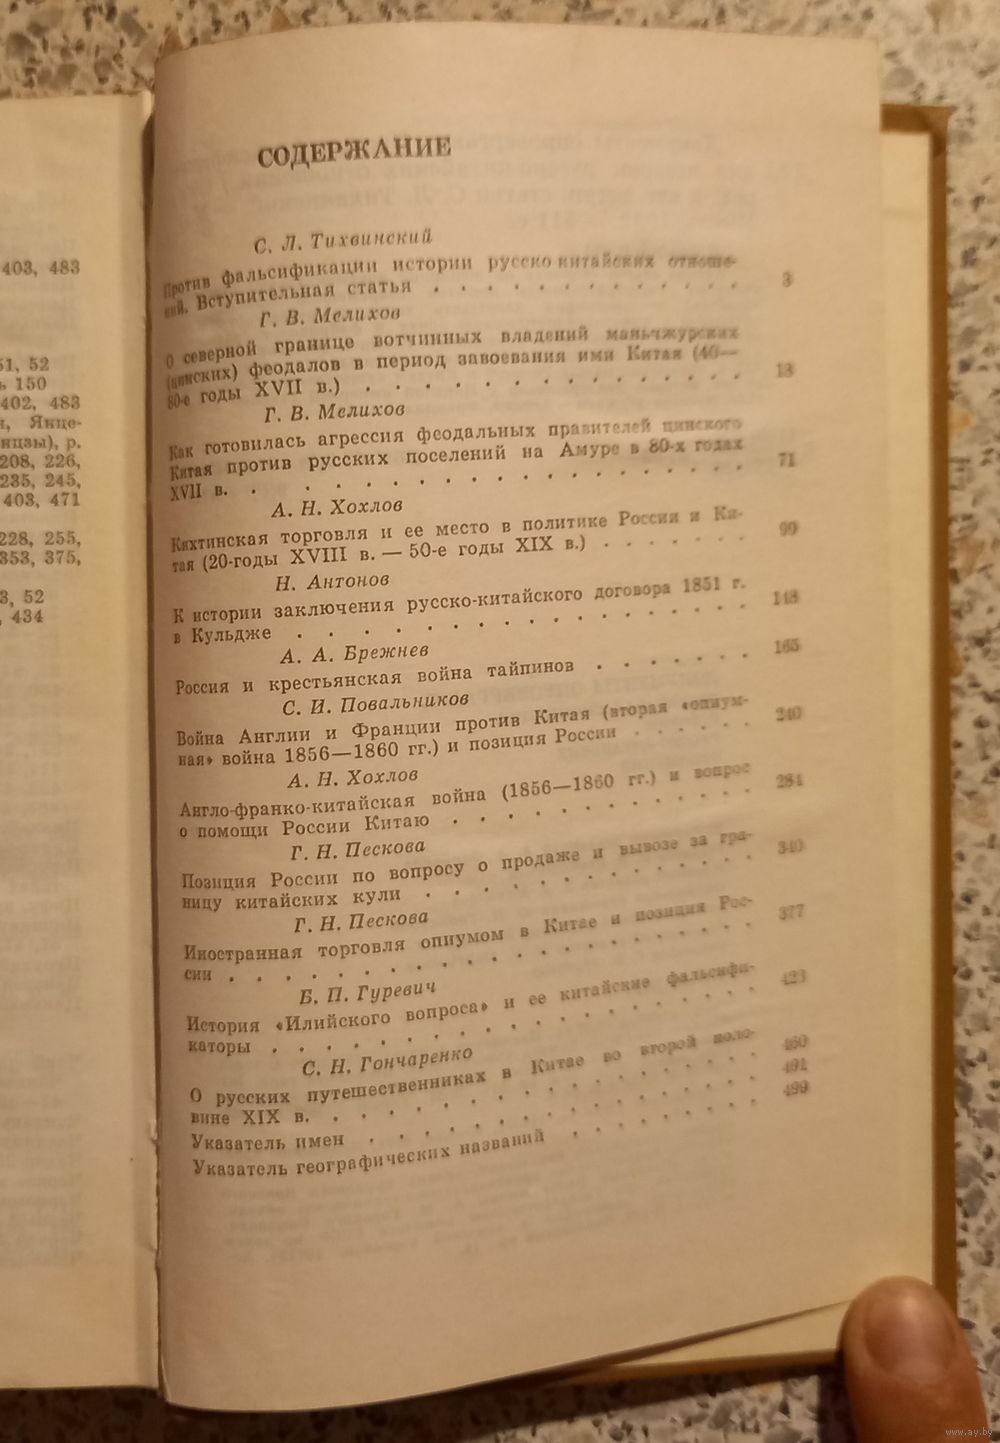 403, 483
51, 52
ь 150
402, 483
Янце-
нцзы), р.
208, 226,
235, 245,
403, 471
228, 255,
353, 375,
3, 52
, 434
СОДЕРЖАНИЕ
С. Л. Тихвинский
Против фальсификации истории русско-китайских отноше-
ний. Вступительная статья . . . . . . . . . . . . 3
Г. В. Мелихов
О северной границе вотчинных владений маньчжурских
(цинских) феодалов в период завоевания ими Китая (40—
80-е годы XVII в.) . . . . . . . . . . . . . . 13
Г. В. Мелихов
Как готовилась агрессия феодальных правителей цинского
Китая против русских поселений на Амуре в 80-х годах
XVII в. . . . . . . . . . . . . . . . . . . 71
А. Н. Хохлов
Кяхтинская торговля и ее место в политике России и Ки-
тая (20-годы XVIII в. — 50-е годы XIX в.) . . . . . . 99
Н. Антонов
К истории заключения русско-китайского договора 1851 г.
в Кульдже . . . . . . . . . . . . . . . . 148
А. А. Брежнев
Россия и крестьянская война тайпинов . . . . . . . 165
С. И. Повальников
Война Англии и Франции против Китая (вторая «опиум-
ная» война 1856—1860 гг.) и позиция России . . . . . 240
А. Н. Хохлов
Англо-франко-китайская война (1856—1860 гг.) и вопрос
о помощи России Китаю . . . . . . . . . . . . 284
Г. Н. Пескова
Позиция России по вопросу о продаже и вывозе за гра-
ницу китайских кули . . . . . . . . . . . . . 340
Г. Н. Пескова
Иностранная торговля опиумом в Китае и позиция Рос-
сии . . . . . . . . . . . . . . . . . . . 377
Б. П. Гуревич
История «Илийского вопроса» и ее китайские фальсифи-
каторы . . . . . . . . . . . . . . . . . . 423
С. Н. Гончаренко
О русских путешественниках в Китае во второй поло-
вине XIX в. . . . . . . . . . . . . . . . . 460
Указатель имен . . . . . . . . . . . . . . . 491
Указатель географических названий . . . . . . . 499
www.ay.by